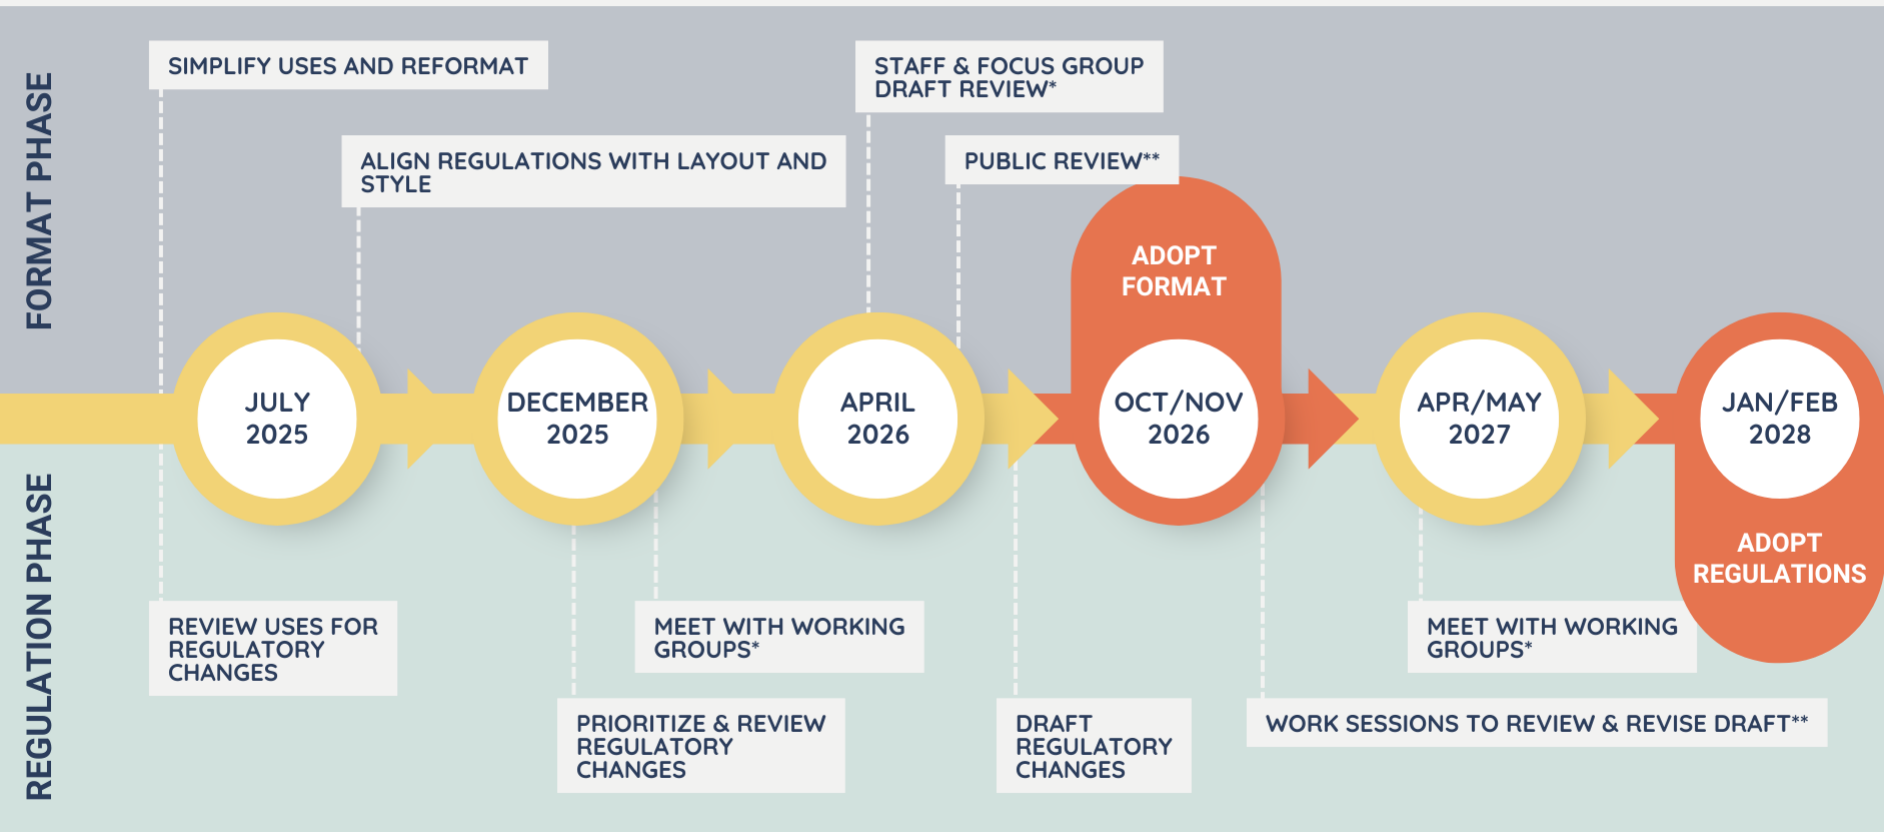 FORMAT PHASE
SIMPLIFY USES AND REFORMAT
ALIGN REGULATIONS WITH LAYOUT AND
STYLE
STAFF & FOCUS GROUP
DRAFT REVIEW*
PUBLIC REVIEW**
ADOPT
FORMAT
JULY
2025
DECEMBER
2025
APRIL
2026
OCT/NOV
2026
APR/MAY
2027
JAN/FEB
2028
ADOPT
REGULATIONS
REGULATION PHASE
REVIEW USES FOR
REGULATORY
CHANGES
PRIORITIZE & REVIEW
REGULATORY
CHANGES
MEET WITH WORKING
GROUPS*
DRAFT
REGULATORY
CHANGES
WORK SESSIONS TO REVIEW & REVISE DRAFT**
MEET WITH WORKING
GROUPS*